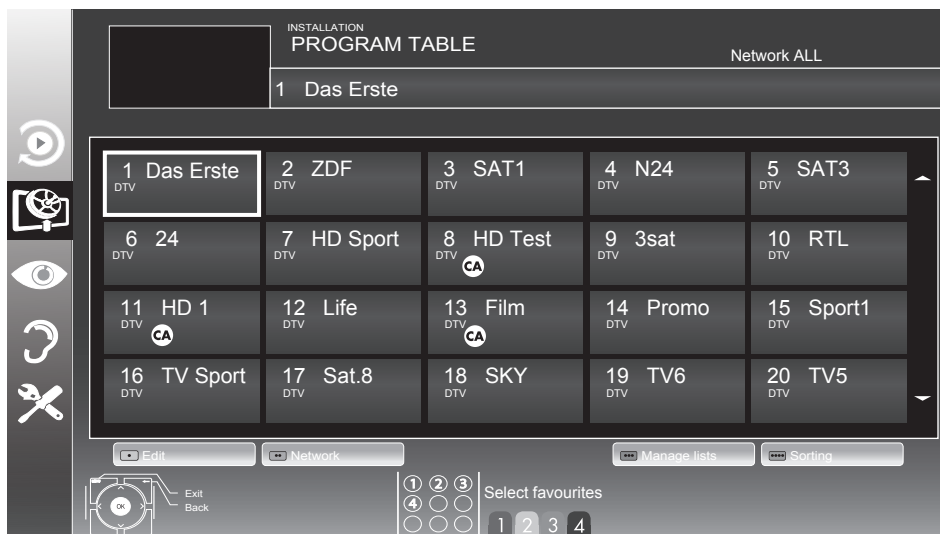 INSTALLATION
PROGRAM TABLE
Network ALL
1 Das Erste
1 Das Erste
DTV
2 ZDF
DTV
3 SAT1
DTV
4 N24
DTV
5 SAT3
DTV
6 24
DTV
7 HD Sport
DTV
8 HD Test
DTV
CA
9 3sat
DTV
10 RTL
DTV
11 HD 1
DTV
CA
12 Life
DTV
13 Film
DTV
CA
14 Promo
DTV
15 Sport1
DTV
16 TV Sport
DTV
17 Sat.8
DTV
18 SKY
DTV
19 TV6
DTV
20 TV5
DTV
Edit
Network
Manage lists
Sorting
OK
Exit
Back
1 2 3
4
Select favourites
1 2 3 4